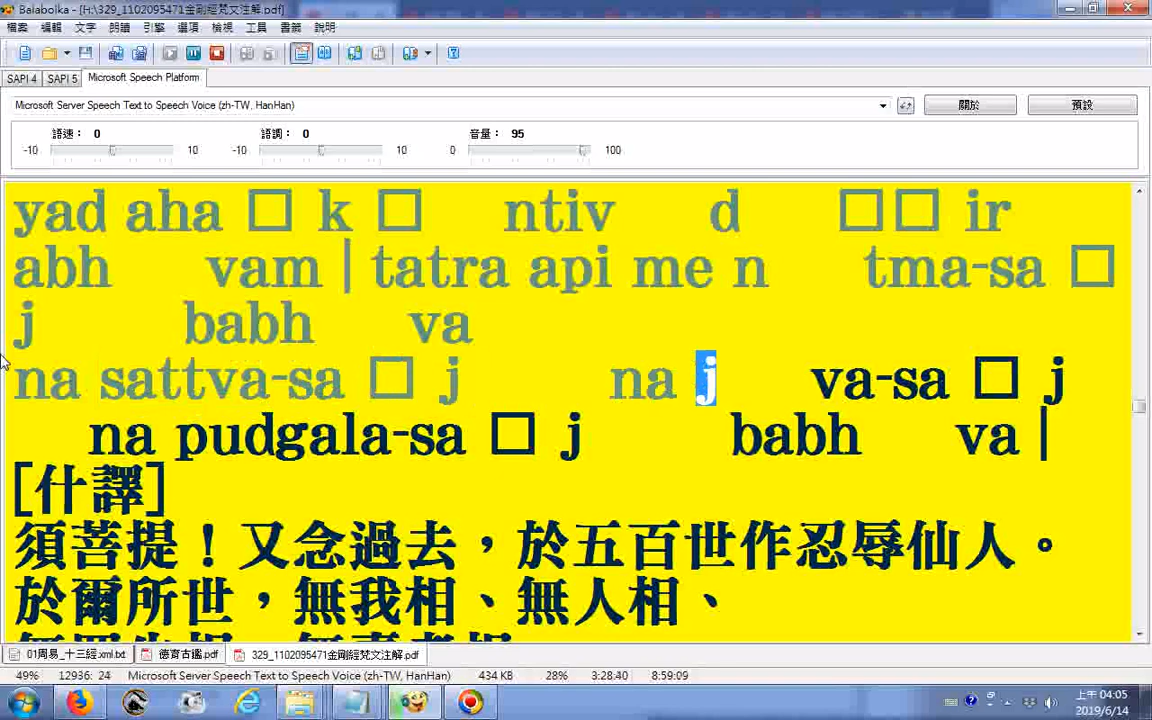 Balabolka - [H:\329_1102095471金剛經梵文注解.pdf]
檔案 編輯 文字 朗讀 引擎 選項 檢視 工具 書籤 說明
SAPI 4 SAPI 5 Microsoft Speech Platform
Microsoft Server Speech Text to Speech Voice (zh-TW, HanHan) 關於 預設
語速： 0 語調： 0 音量： 95
-10 10 -10 10 0 100
yad aha □ k □ ntiv d □□ ir
abh vam | tatra api me n tma-sa □
j babh va
na sattva-sa □ j na j va-sa □ j
na pudgala-sa □ j babh va |
[什譯]
須菩提！又念過去，於五百世作忍辱仙人。
於爾所世，無我相、無人相、
01周易_十三經.xml.txt 德育古鑑.pdf 329_1102095471金剛經梵文注解.pdf
49% 12936: 24 Microsoft Server Speech Text to Speech Voice (zh-TW, HanHan) 434 KB 28% 3:28:40 8:59:09
上午 04:05
2019/6/14